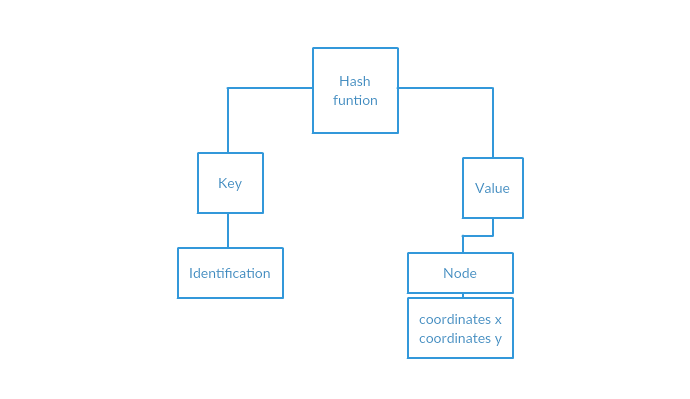 Hash
funtion
Key
Value
Identification
Node
coordinates x
coordinates y